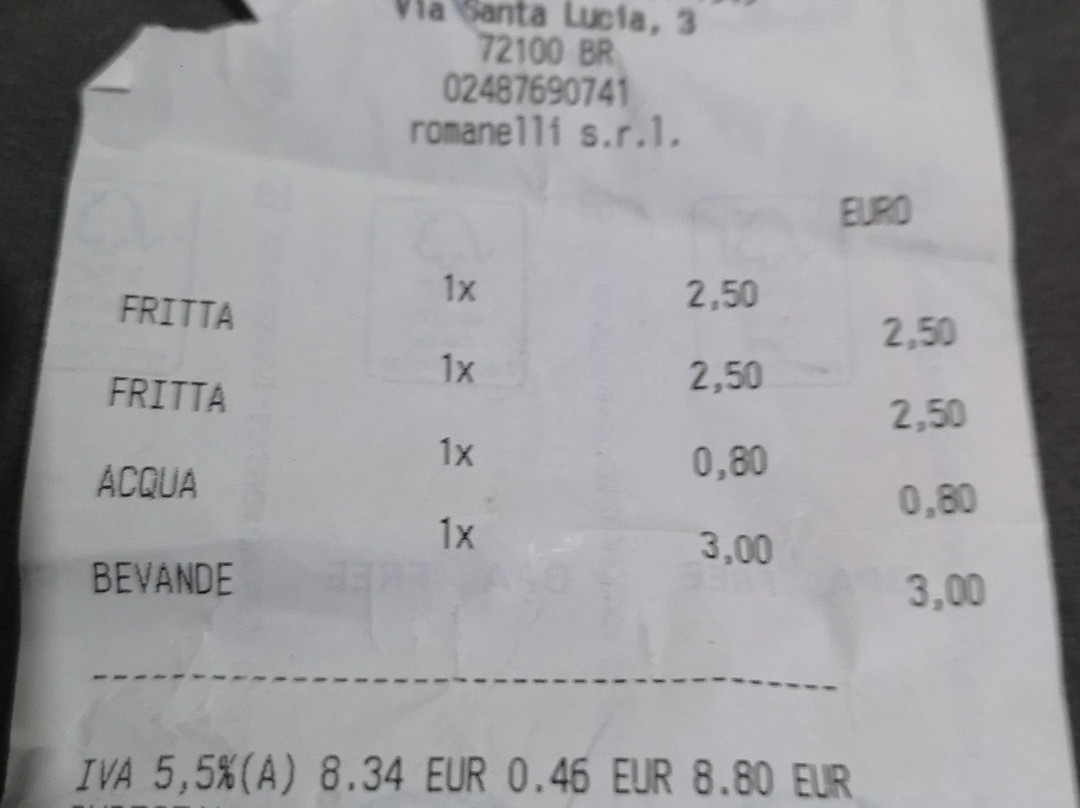 Via Santa Lucia, 3
72100 BR
02487690741
romanelli s.r.l.
EURO
1x 2,50
FRITTA 2,50
1x 2,50
FRITTA 2,50
1x 0,80
ACQUA 0,80
1x 3,00
BEVANDE 3,00
----------------------------------------
IVA 5,5%(A) 8.34 EUR 0.46 EUR 8.80 EUR